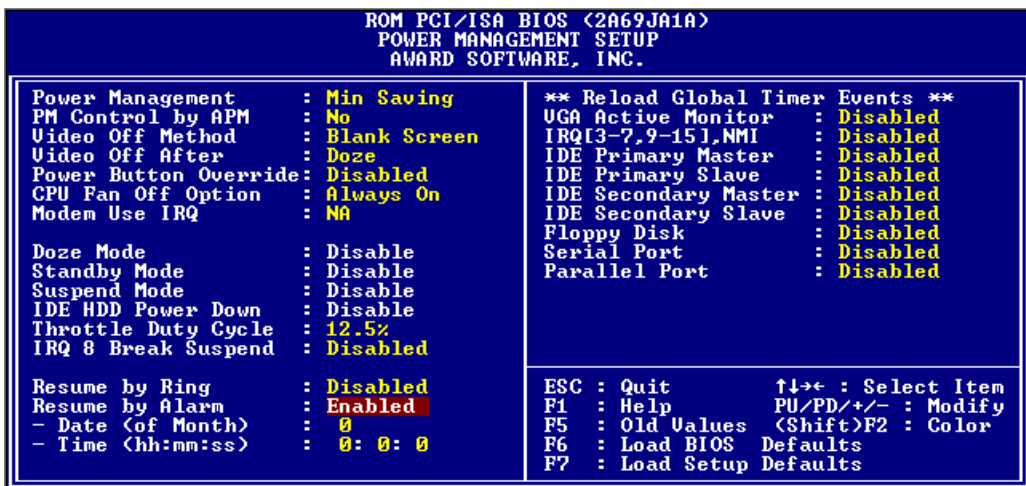 ROM PCI/ISA BIOS (2A69JA1A)
POWER MANAGEMENT SETUP
AWARD SOFTWARE, INC.
Power Management : Min Saving
PM Control by APM : No
Video Off Method : Blank Screen
Video Off After : Doze
Power Button Override: Disabled
CPU Fan Off Option : Always On
Modem Use IRQ : NA
Doze Mode : Disable
Standby Mode : Disable
Suspend Mode : Disable
IDE HDD Power Down : Disable
Throttle Duty Cycle : 12.5%
IRQ 8 Break Suspend : Disabled
Resume by Ring : Disabled
Resume by Alarm : Enabled
- Date (of Month) : 0
- Time (hh:mm:ss) : 0: 0: 0
** Reload Global Timer Events **
VGA Active Monitor : Disabled
IRQ[3-7,9-15],NMI : Disabled
IDE Primary Master : Disabled
IDE Primary Slave : Disabled
IDE Secondary Master : Disabled
IDE Secondary Slave : Disabled
Floppy Disk : Disabled
Serial Port : Disabled
Parallel Port : Disabled
ESC : Quit ↑↓→← : Select Item
F1 : Help PU/PD/+/- : Modify
F5 : Old Values (Shift)F2 : Color
F6 : Load BIOS Defaults
F7 : Load Setup Defaults